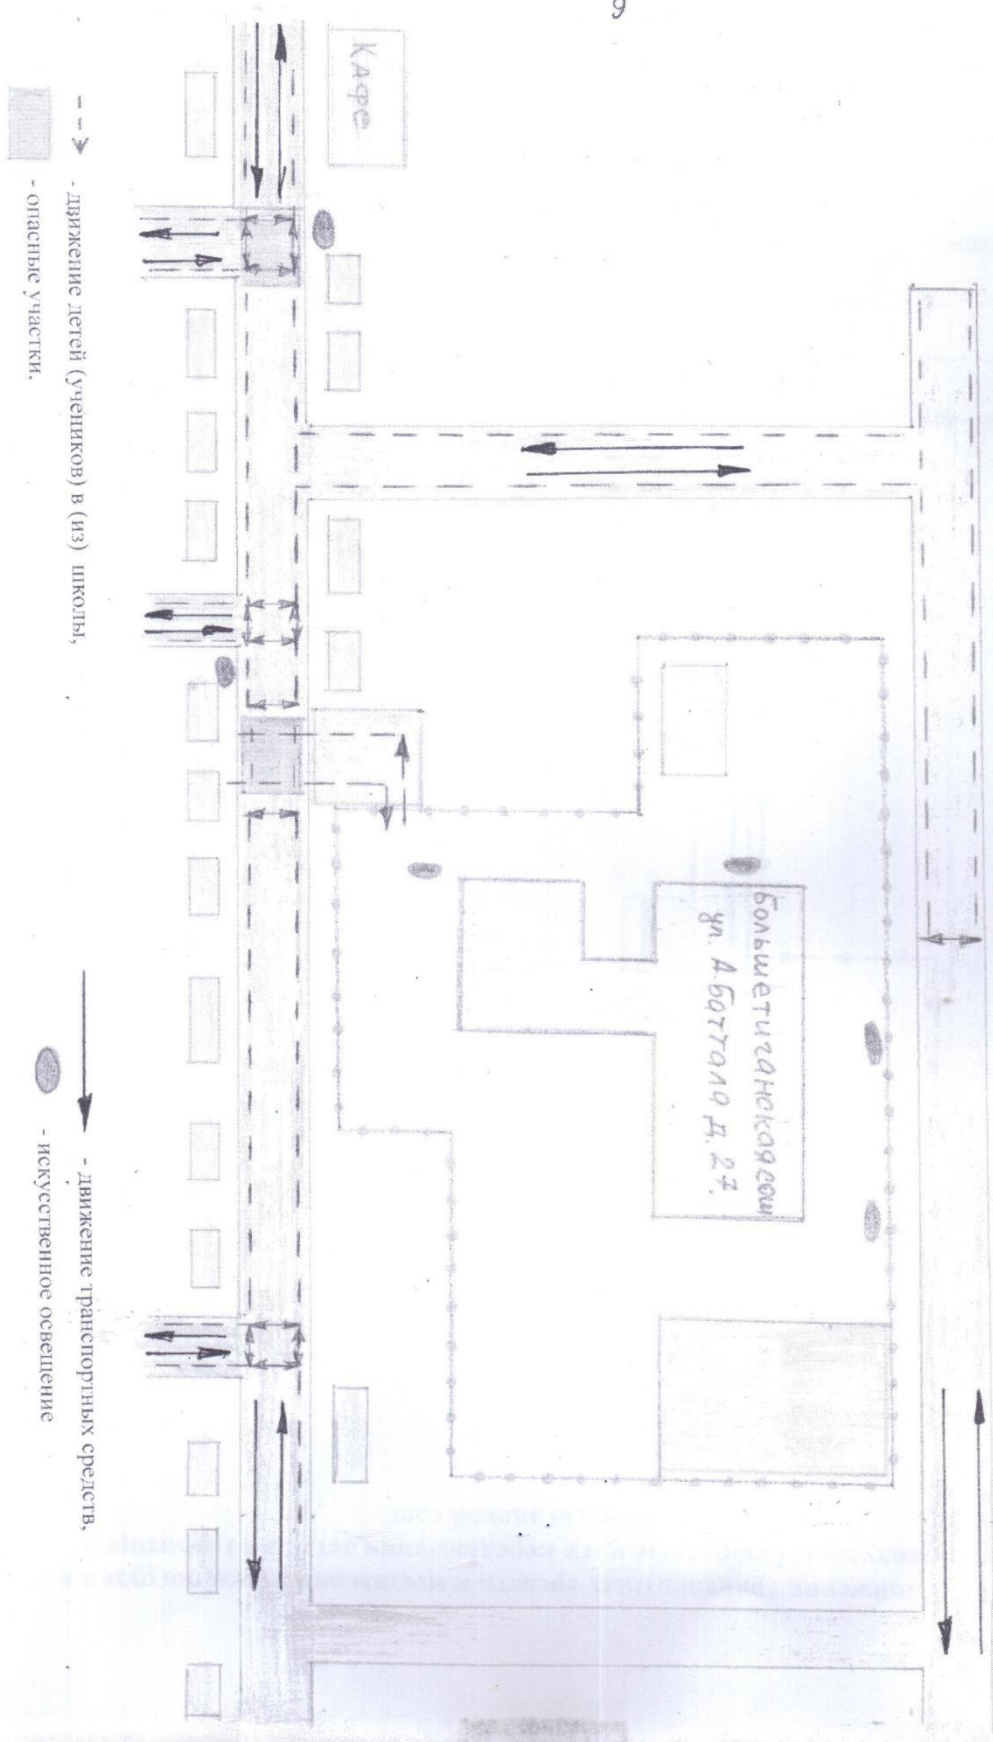 9
Кафе
Большетиганская сош
ул. А.Баттала д. 27.
- движение детей (учеников) в (из) школы,
- опасные участки.
- движение транспортных средств,
- искусственное освещение